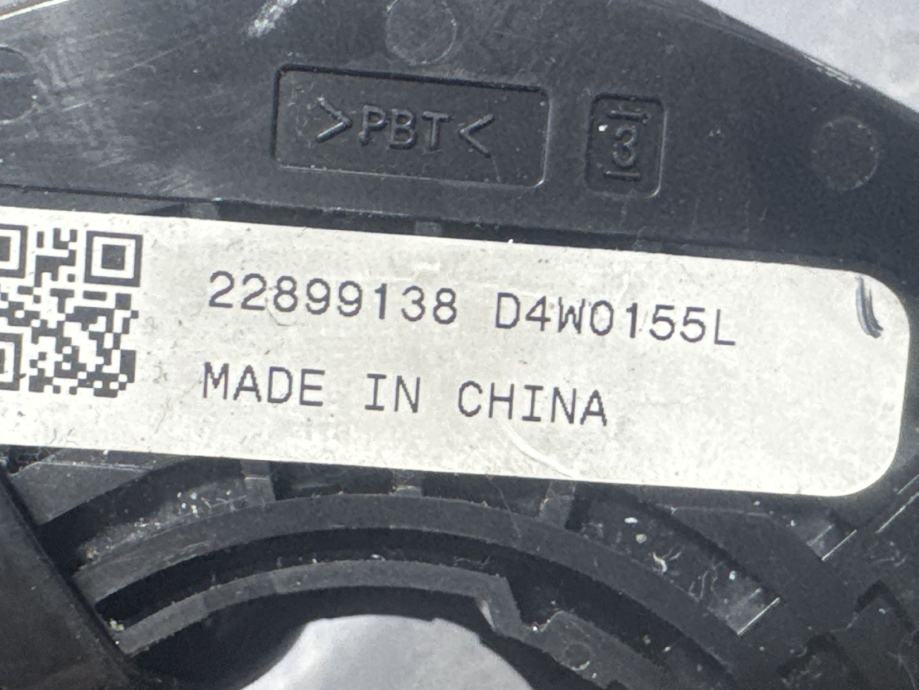 >PBT<
3
22899138 D4W0155L
MADE IN CHINA